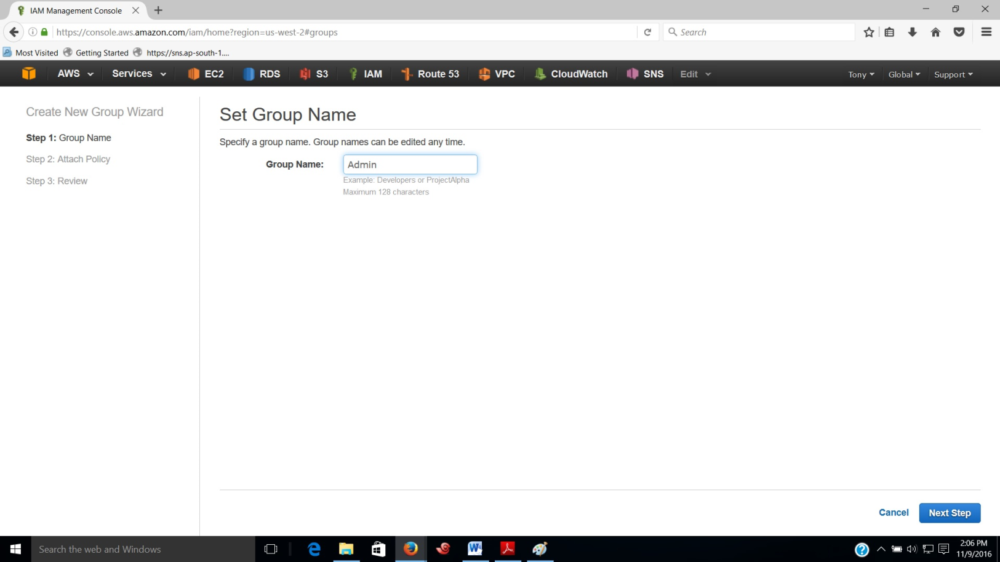 IAM Management Console
https://console.aws.amazon.com/iam/home?region=us-west-2#groups
Search
Most Visited Getting Started https://sns.ap-south-1....
AWS Services EC2 RDS S3 IAM Route 53 VPC CloudWatch SNS Edit Tony Global Support
Create New Group Wizard
Step 1: Group Name
Step 2: Attach Policy
Step 3: Review
Set Group Name
Specify a group name. Group names can be edited any time.
Group Name: Admin
Example: Developers or ProjectAlpha
Maximum 128 characters
Cancel Next Step
Search the web and Windows
2:06 PM
11/9/2016